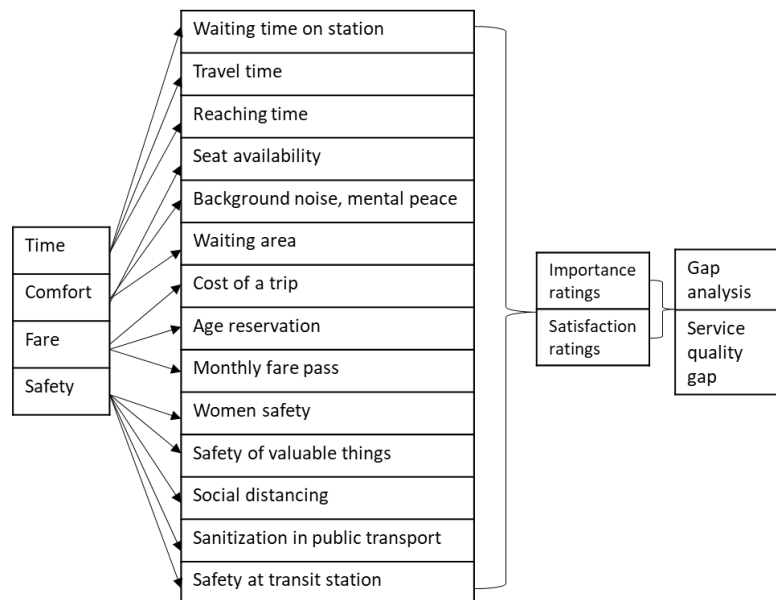 Time
Comfort
Fare
Safety
Waiting time on station
Travel time
Reaching time
Seat availability
Background noise, mental peace
Waiting area
Cost of a trip
Age reservation
Monthly fare pass
Women safety
Safety of valuable things
Social distancing
Sanitization in public transport
Safety at transit station
Importance
ratings
Satisfaction
ratings
Gap
analysis
Service
quality
gap